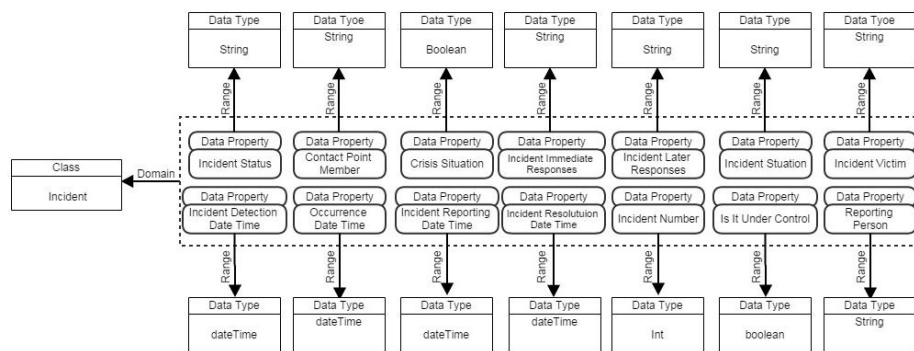 Data Type
String
Data Tyoe
String
Data Type
Boolean
Data Type
String
Data Type
String
Data Type
String
Data Type
String
Range
Range
Range
Range
Range
Range
Range
Data Property
Incident Status
Data Property
Contact Point
Member
Data Property
Crisis Situation
Data Property
Incident Immediate
Responses
Data Property
Incident Later
Responses
Data Property
Incident Stuation
Data Property
Incident Victim
Class
Incident
Domain
Data Property
Incident Detection
Date Time
Data Property
Occurrence
Date Time
Data Property
Incident Reporting
Date Time
Data Property
Incident Resolutuion
Date Time
Data Property
Incident Number
Data Property
Is It Under Control
Data Property
Reporting
Person
Range
Range
Range
Range
Range
Range
Range
Data Type
dateTime
Data Type
dateTime
Data Type
dateTime
Data Type
dateTime
Data Type
Int
Data Type
boolean
Data Type
String